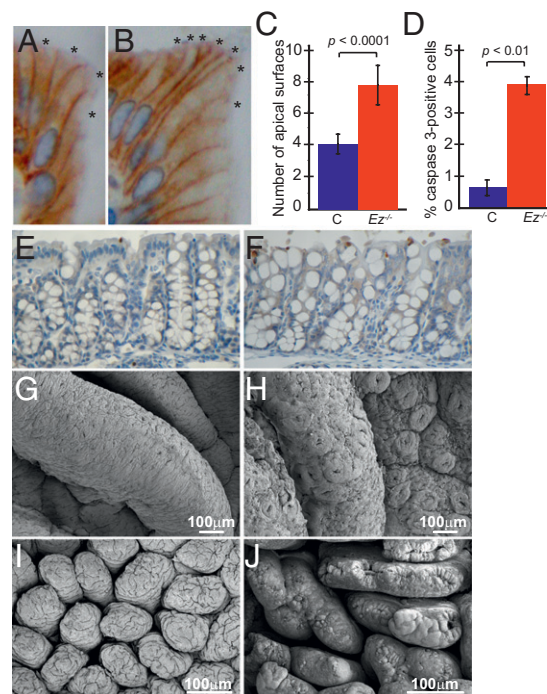 A
* * *
B
* * * * * * *
C
Number of apical surfaces
10
8
6
4
2
0
p < 0.0001
C
Ez-/-
D
% caspase 3-positive cells
5
4
3
2
1
0
p < 0.01
C
Ez-/-
E
F
G
100µm
H
100µm
I
100µm
J
100µm